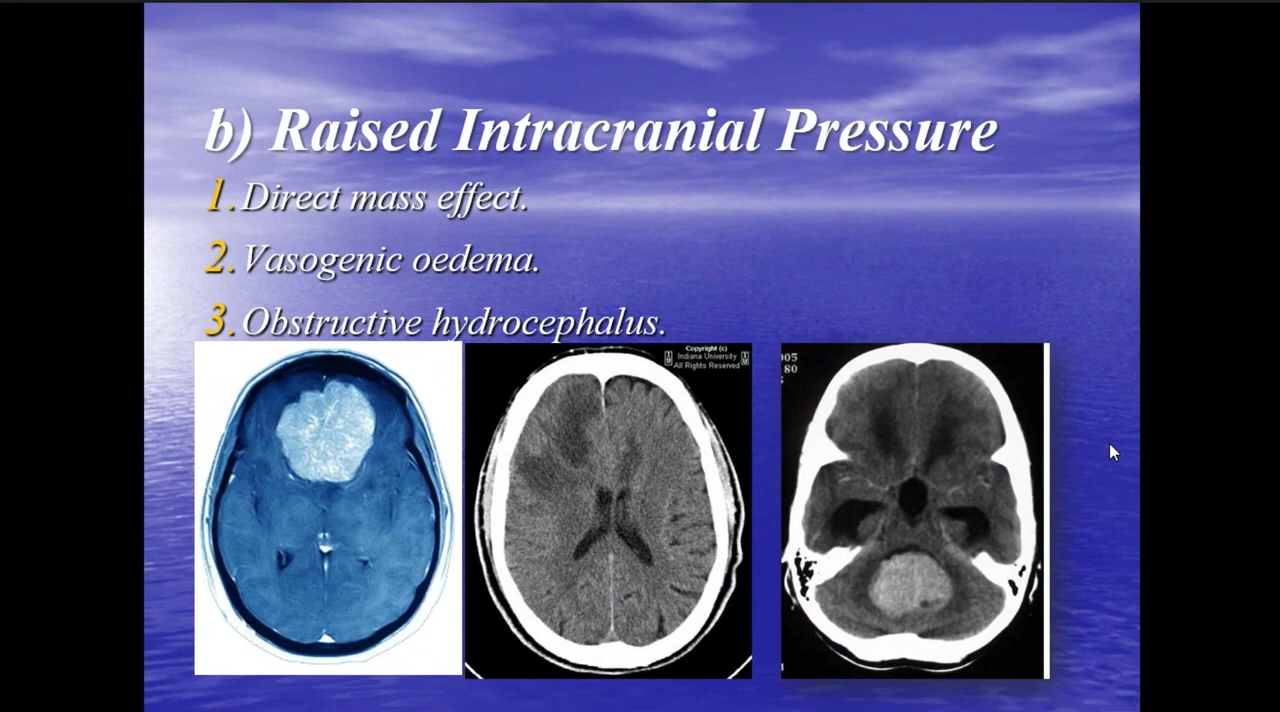 b) Raised Intracranial Pressure
1. Direct mass effect.
2. Vasogenic oedema.
3. Obstructive hydrocephalus.
Copyright (c)
Indiana University
All Rights Resenved
005
80